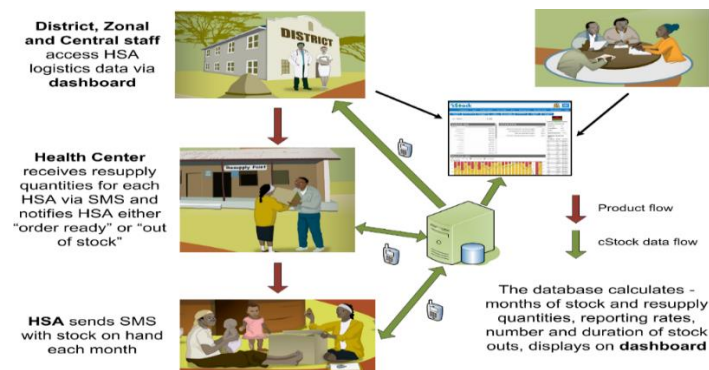 District, Zonal
and Central staff
access HSA
logistics data via
dashboard
DISTRICT
cStock
Health Center
receives resupply
quantities for each
HSA via SMS and
notifies HSA either
“order ready” or “out
of stock”
Resupply Point
Product flow
cStock data flow
HSA sends SMS
with stock on hand
each month
The database calculates -
months of stock and resupply
quantities, reporting rates,
number and duration of stock
outs, displays on dashboard